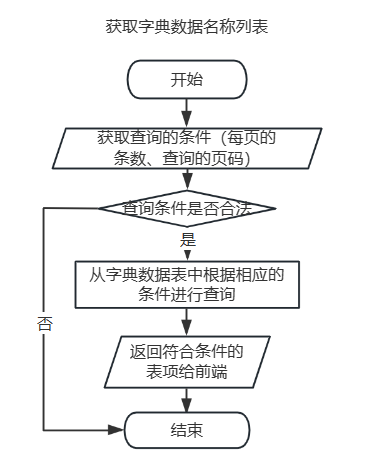 获取字典数据名称列表
开始
获取查询的条件（每页的
条数、查询的页码）
查询条件是否合法
是
从字典数据表中根据相应的
条件进行查询
否
返回符合条件的
表项给前端
结束